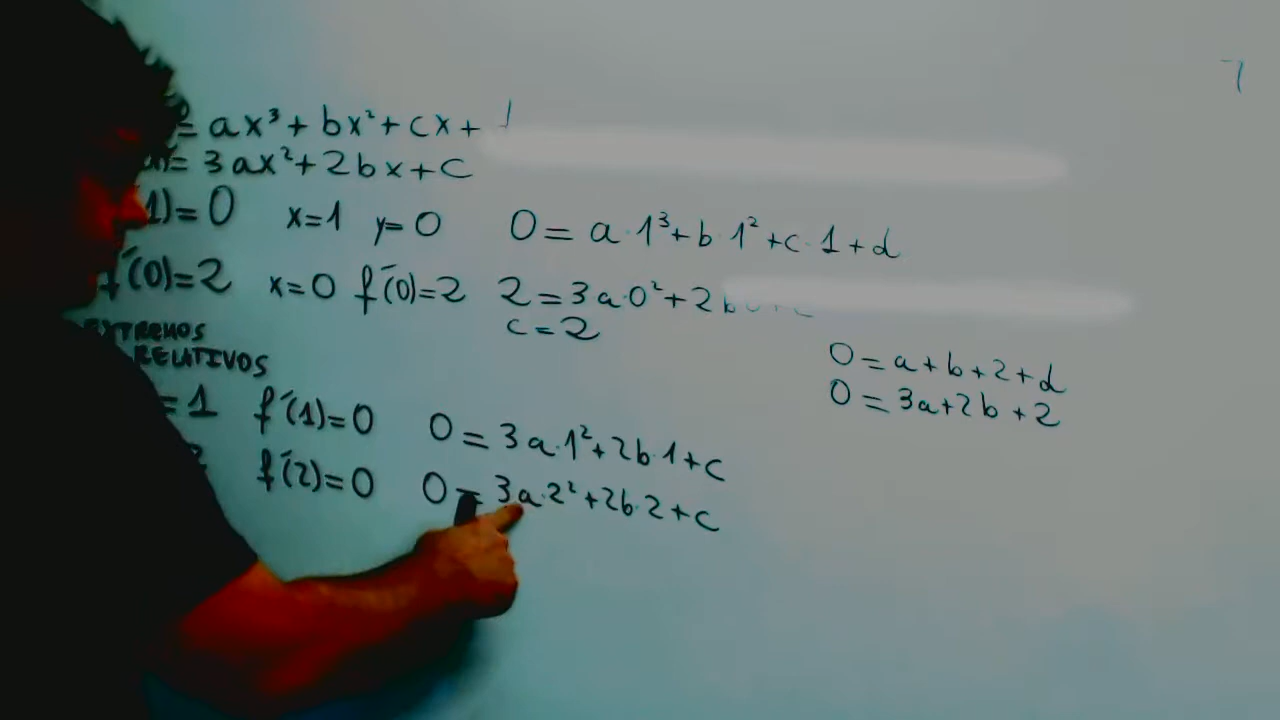 = ax³ + bx² + cx +
= 3ax² + 2bx + c
1) = 0 x=1 y=0 0 = a·1³+b·1²+c·1+d
f´(0)=2 x=0 f´(0)=2 2=3a·0²+2b
c=2
EXTREMOS
RELATIVOS
0=a+b+2+d
0=3a+2b+2
=1 f´(1)=0 0=3a·1²+2b·1+c
f´(2)=0 0=3a·2²+2b·2+c